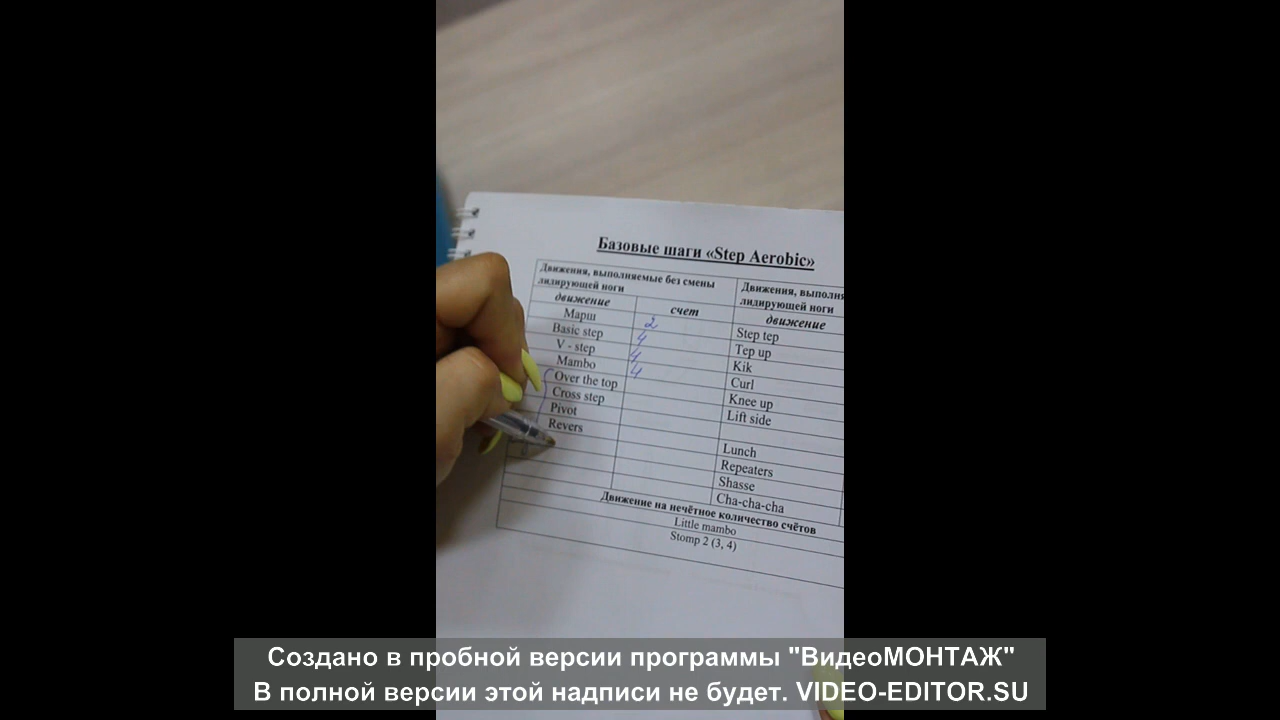 Базовые шаги «Step Aerobic»
Движения, выполняемые без смены
лидирующей ноги
движение счет
Марш 2
Basic step 4
V - step 4
Mambo 4
Over the top
Cross step
Pivot
Revers
Движения, выполня
лидирующей ноги
движение
Step tep
Tep up
Kik
Curl
Knee up
Lift side
Lunch
Repeaters
Shasse
Cha-cha-cha
Движение на нечётное количество счётов
Little mambo
Stomp 2 (3, 4)
Создано в пробной версии программы "ВидеоМОНТАЖ"
В полной версии этой надписи не будет. VIDEO-EDITOR.SU